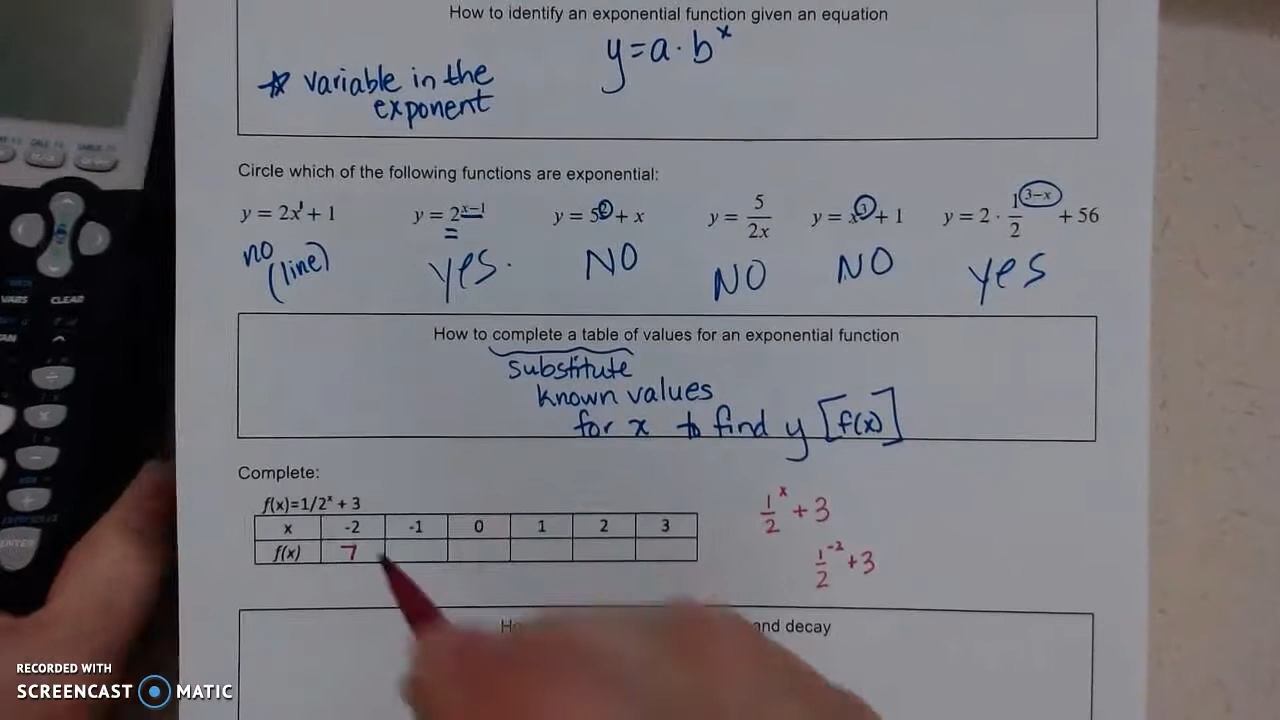 How to identify an exponential function given an equation
y = a · b^x
* variable in the
exponent
Circle which of the following functions are exponential:
y = 2x^1 + 1
y = 2^{x−1}
y = 5^2 + x
y = 5/2x
y = x^3 + 1
y = 2 · 1/2^{3−x} + 56
no
(line)
yes.
NO
NO
NO
yes
How to complete a table of values for an exponential function
substitute
known values
for x to find y [f(x)]
Complete:
f(x)=1/2^x + 3
x -2 -1 0 1 2 3
f(x) 7
1/2^x + 3
1/2^-2 + 3
and decay
VARS CLEAR
ENTER
RECORDED WITH
SCREENCAST MATIC